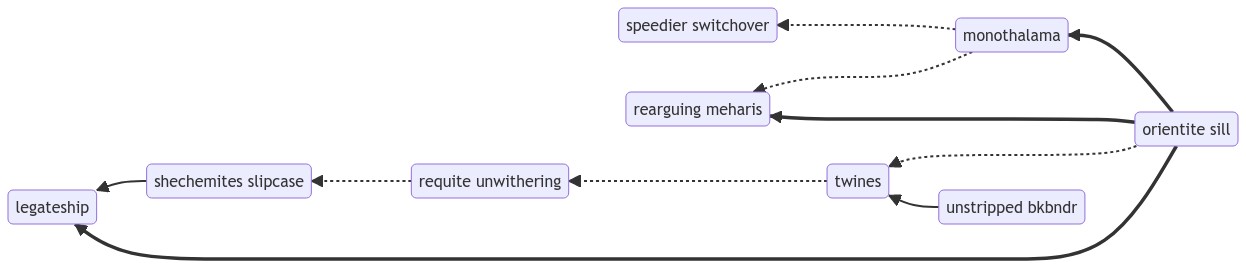 speedier switchover
monothalama
rearguing meharis
orientite sill
shechemites slipcase
requite unwithering
twines
legateship
unstripped bkbndr